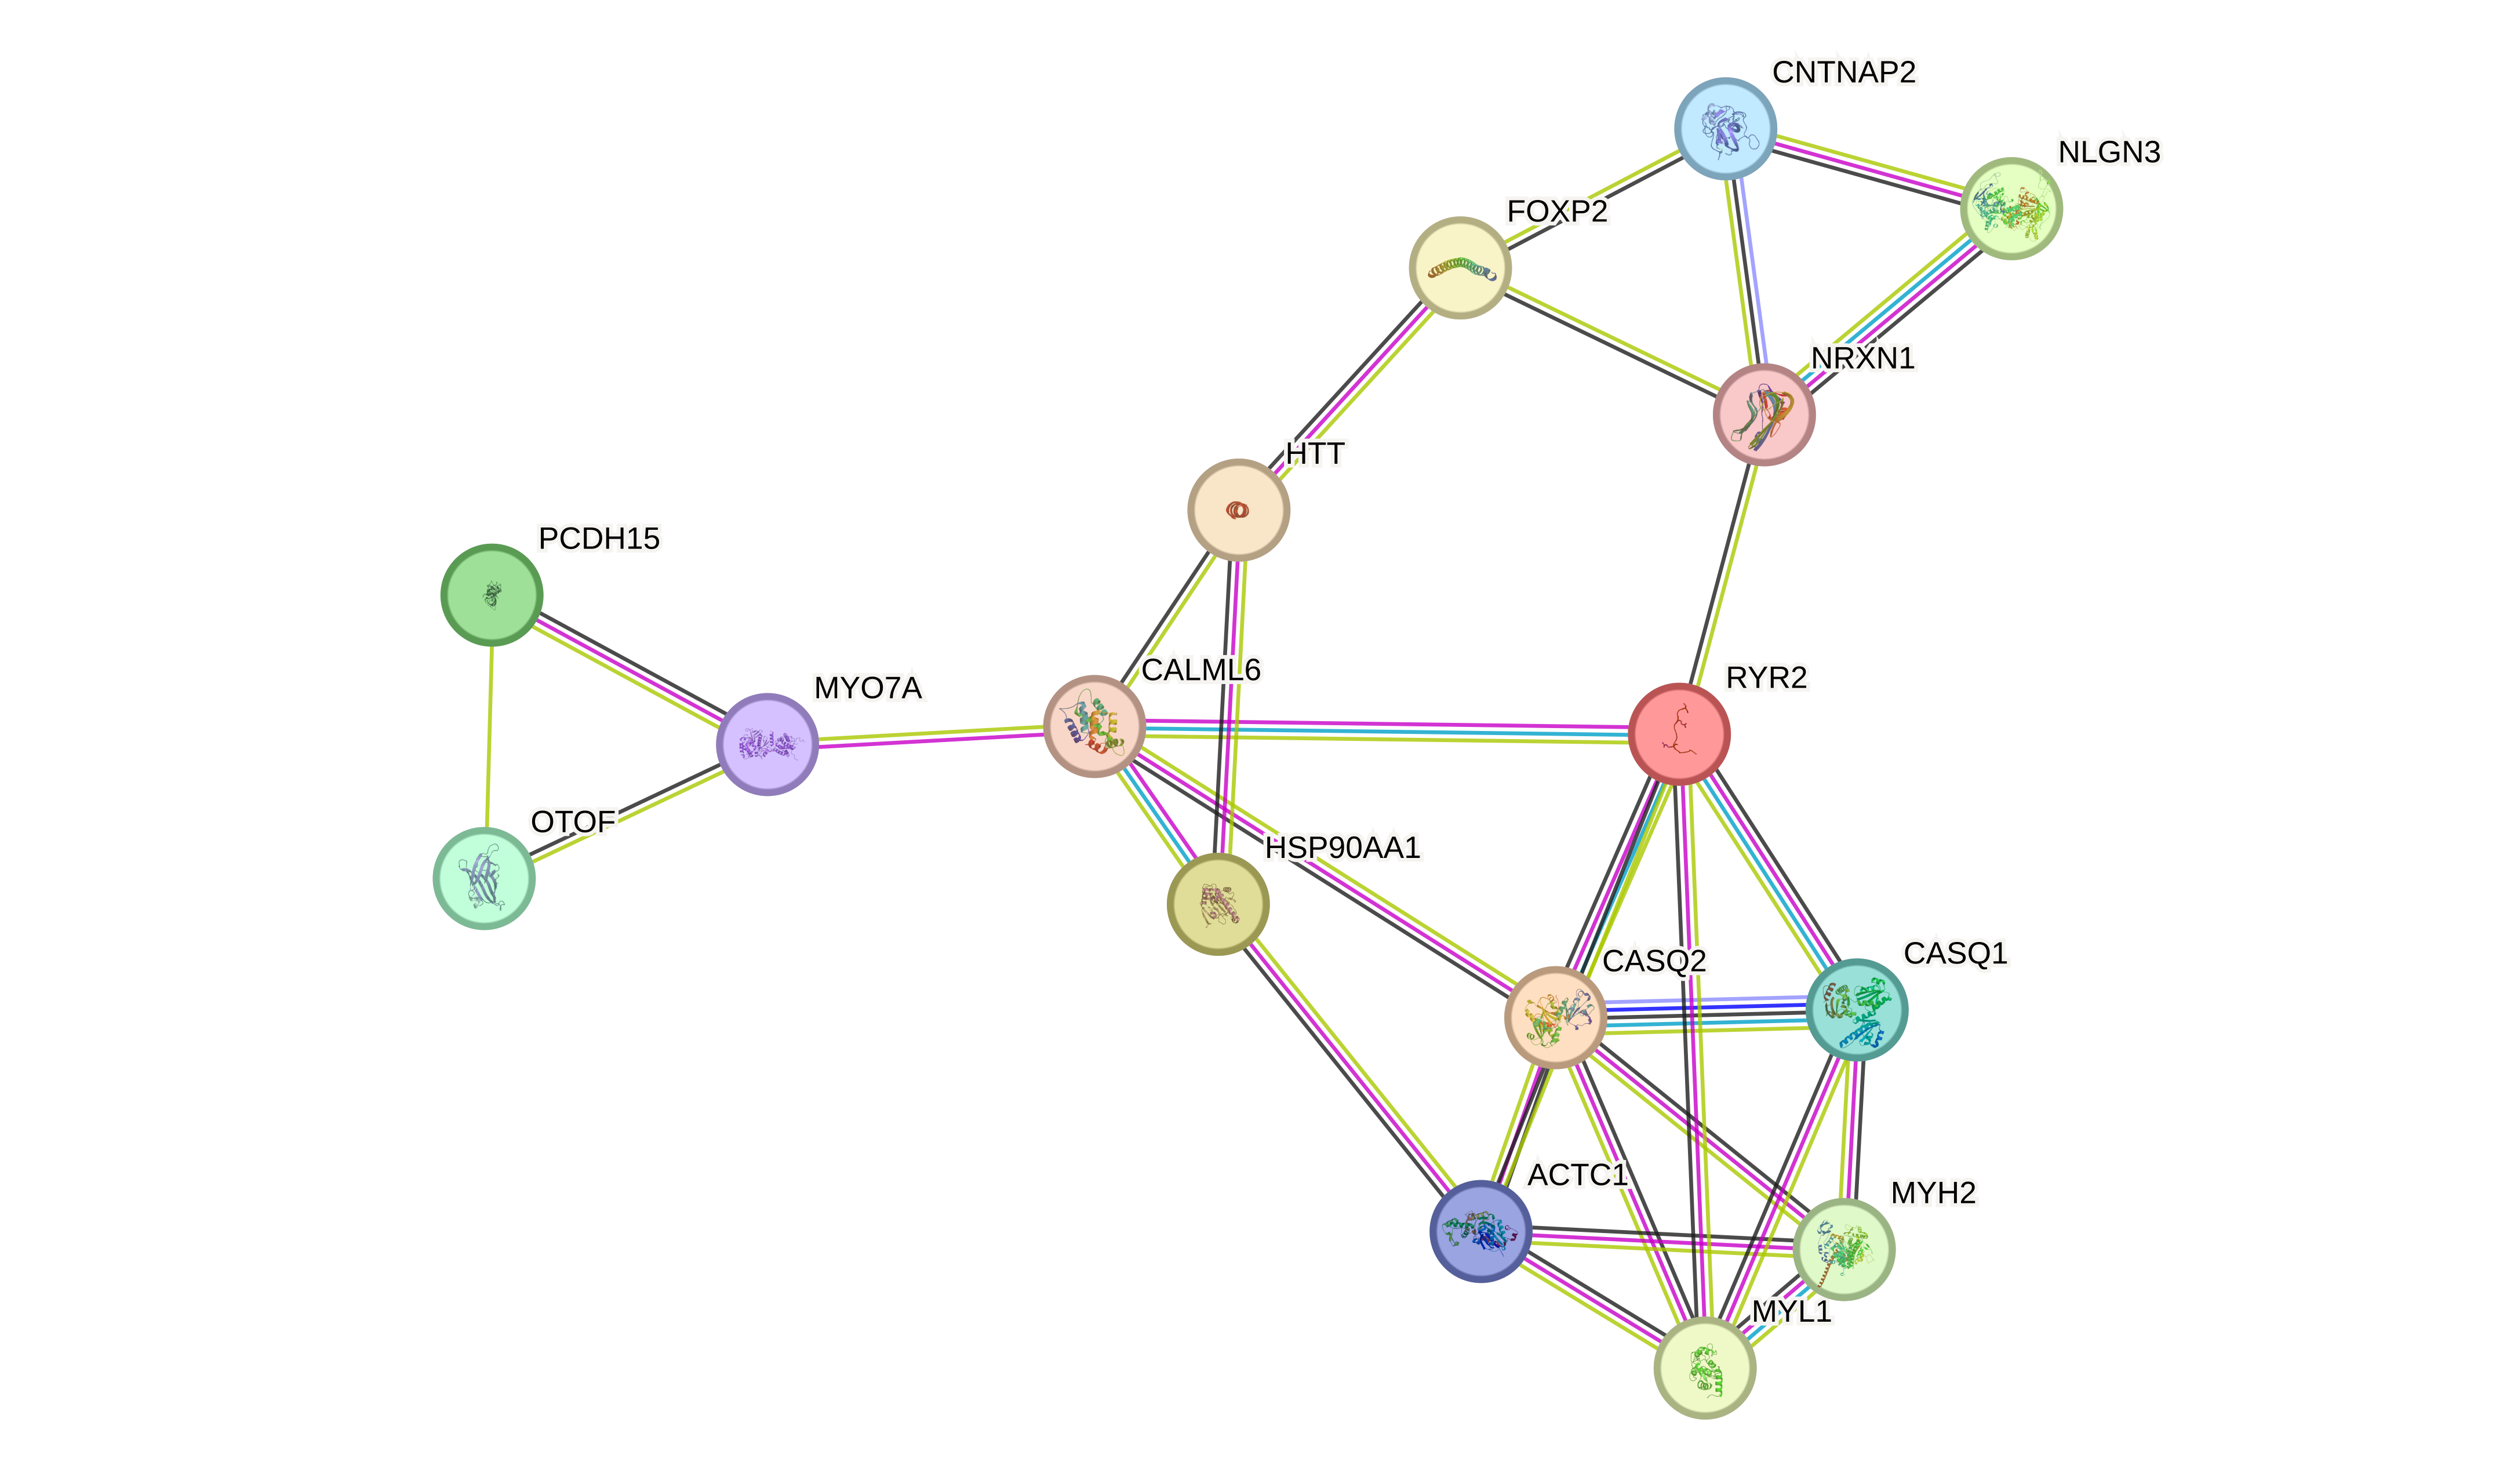 CNTNAP2
NLGN3
FOXP2
NRXN1
HTT
PCDH15
CALML6
RYR2
MYO7A
OTOF
HSP90AA1
CASQ1
CASQ2
ACTC1
MYH2
MYL1